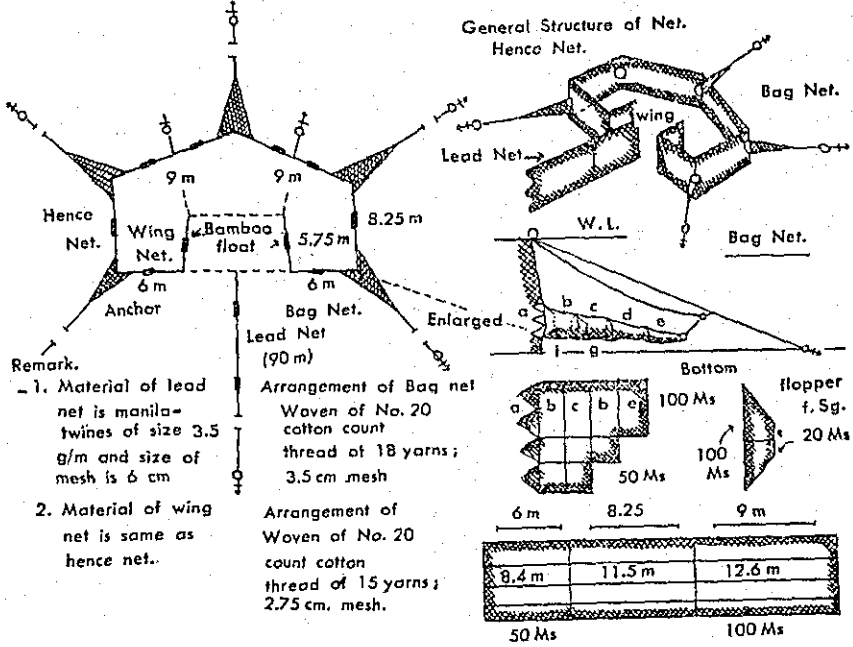 General Structure of Net.
Hence Net.
Bag Net.
wing
Lead Net
9 m
9 m
Hence
Net.
Wing
Net.
Bamboo
float
5.75 m
8.25 m
6 m
6 m
Anchor
Bag Net.
Lead Net
(90 m)
Enlarged
W.L.
Bag Net.
a
b
c
d
e
f
g
Bottom
Remark.
1. Material of lead
net is manila-
twines of size 3.5
g/m and size of
mesh is 6 cm
2. Material of wing
net is same as
hence net.
Arrangement of Bag net
Woven of No. 20
cotton count
thread of 18 yarns;
3.5 cm mesh
Arrangement of
Woven of No. 20
count cotton
thread of 15 yarns;
2.75 cm. mesh.
a
b
c
b
e
100 Ms
50 Ms
flopper
f. Sg.
100
Ms
20 Ms
6 m
8.25
9 m
8.4 m
11.5 m
12.6 m
50 Ms
100 Ms